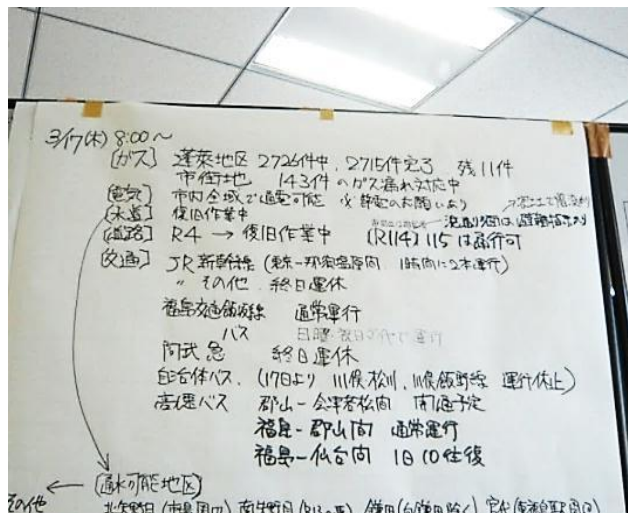 3/17(木) 8:00〜
[ガス] 蓬莱地区 2726件中、2715件完了 残11件
市街地 143件のガス漏れ対応中
[電気] 市内全域で通電可能 ※節電のお願いあり
[水道] 復旧作業中
[道路] R4 → 復旧作業中 (R114) 115は通行可
[交通] JR新幹線 (東京ー那須塩原間 1時間に2本運行)
〃 その他 終日運休
福島交通飯坂線 通常運行
バス 日曜・祝日ダイヤで運行
阿武急 終日運休
自治体バス (17日より 川俣・松川, 川俣・飯野線 運行休止)
高速バス 郡山ー会津若松間 開通予定
福島ー郡山間 通常運行
福島ー仙台間 1日10往復
[通水可能地区]
その他